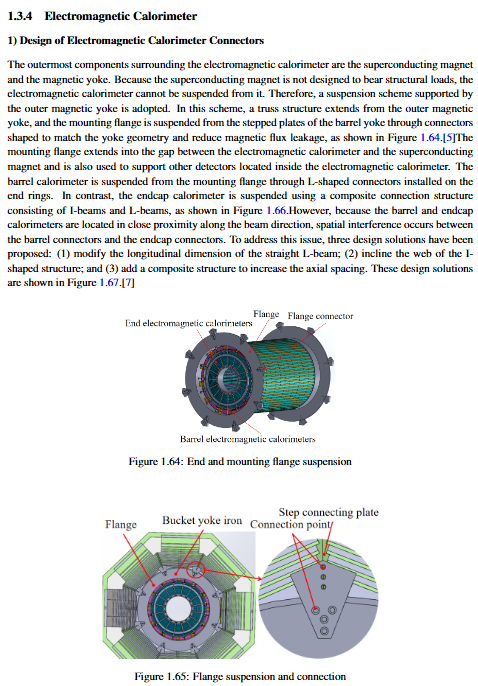 1.3.4 Electromagnetic Calorimeter
1) Design of Electromagnetic Calorimeter Connectors
The outermost components surrounding the electromagnetic calorimeter are the superconducting magnet
and the magnetic yoke. Because the superconducting magnet is not designed to bear structural loads, the
electromagnetic calorimeter cannot be suspended from it. Therefore, a suspension scheme supported by
the outer magnetic yoke is adopted. In this scheme, a truss structure extends from the outer magnetic
yoke, and the mounting flange is suspended from the stepped plates of the barrel yoke through connectors
shaped to match the yoke geometry and reduce magnetic flux leakage, as shown in Figure 1.64.[5]The
mounting flange extends into the gap between the electromagnetic calorimeter and the superconducting
magnet and is also used to support other detectors located inside the electromagnetic calorimeter. The
barrel calorimeter is suspended from the mounting flange through L-shaped connectors installed on the
end rings. In contrast, the endcap calorimeter is suspended using a composite connection structure
consisting of I-beams and L-beams, as shown in Figure 1.66.However, because the barrel and endcap
calorimeters are located in close proximity along the beam direction, spatial interference occurs between
the barrel connectors and the endcap connectors. To address this issue, three design solutions have been
proposed: (1) modify the longitudinal dimension of the straight L-beam; (2) incline the web of the I-
shaped structure; and (3) add a composite structure to increase the axial spacing. These design solutions
are shown in Figure 1.67.[7]
Flange Flange connector
End electromagnetic calorimeters
Barrel electromagnetic calorimeters
Figure 1.64: End and mounting flange suspension
Step connecting plate
Flange Bucket yoke iron Connection point
Figure 1.65: Flange suspension and connection